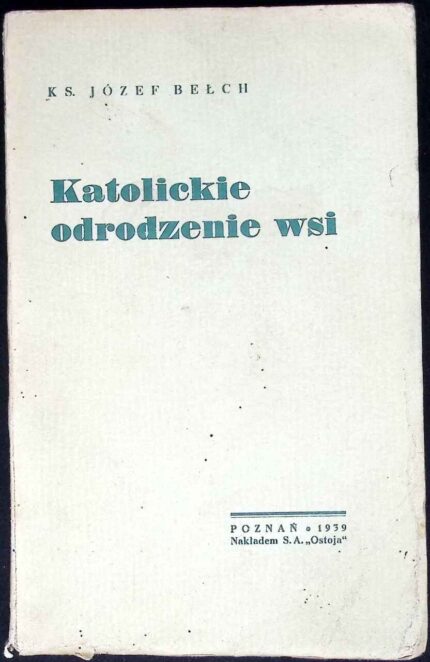 KS. JÓZEF BEŁCH
Katolickie
odrodzenie wsi
POZNAŃ • 1939
Nakładem S.A. „Ostoja"